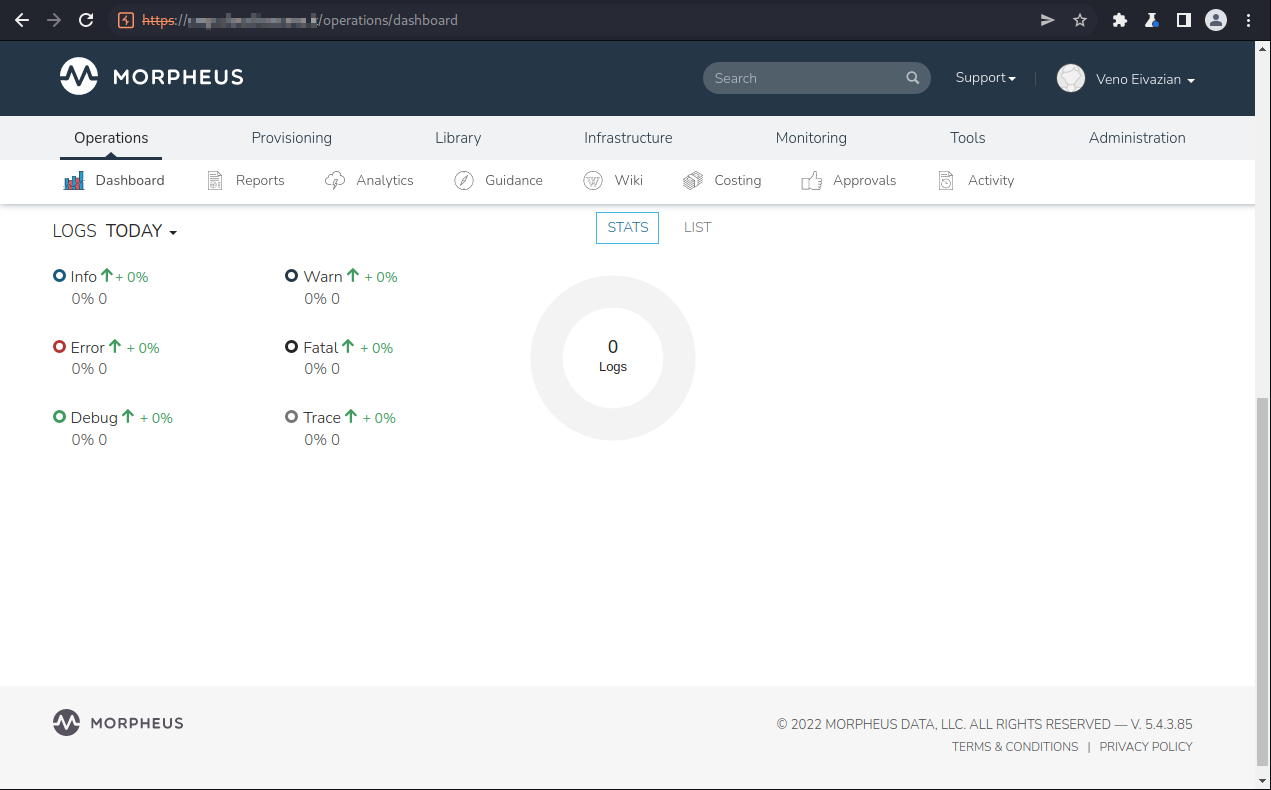 https://
/operations/dashboard
MORPHEUS
Search
Support
Veno Eivazian
Operations
Provisioning
Library
Infrastructure
Monitoring
Tools
Administration
Dashboard
Reports
Analytics
Guidance
Wiki
Costing
Approvals
Activity
LOGS TODAY
STATS
LIST
Info + 0%
0% 0
Warn + 0%
0% 0
Error + 0%
0% 0
Fatal + 0%
0% 0
Debug + 0%
0% 0
Trace + 0%
0% 0
0
Logs
MORPHEUS
© 2022 MORPHEUS DATA, LLC. ALL RIGHTS RESERVED — V. 5.4.3.85
TERMS & CONDITIONS | PRIVACY POLICY